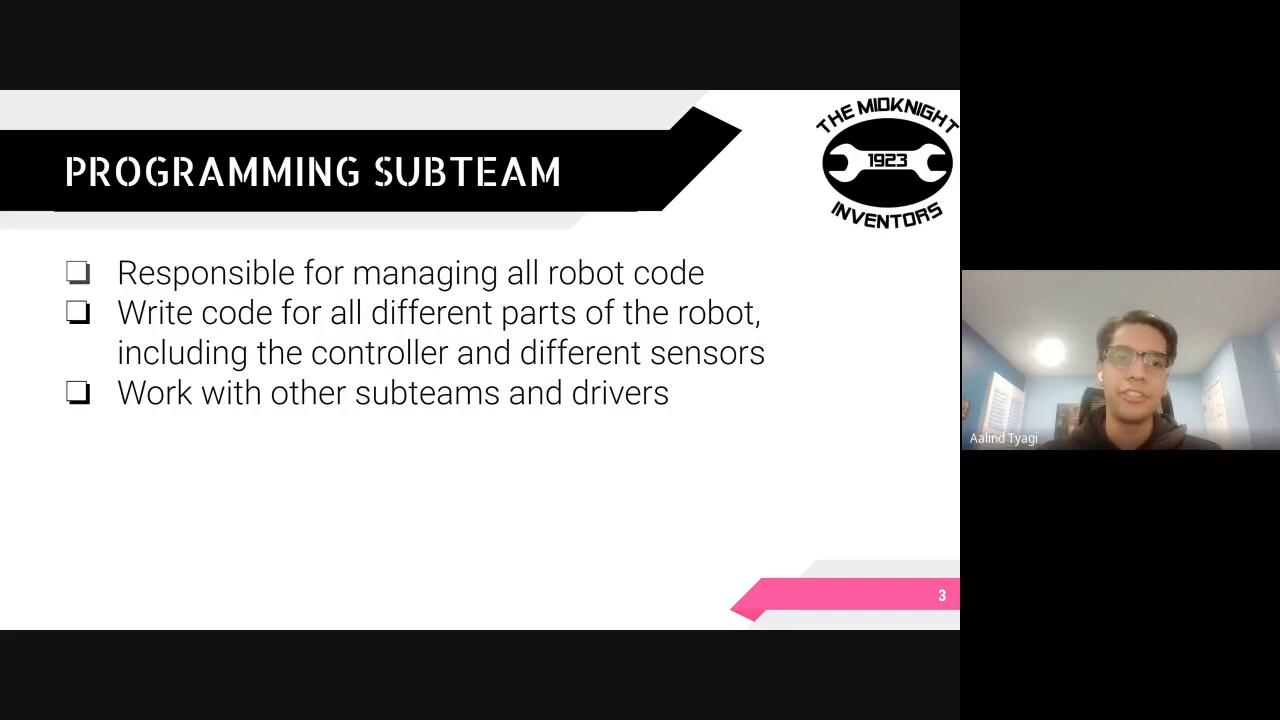 THE MIDKNIGHT
1923
INVENTORS
PROGRAMMING SUBTEAM
❏ Responsible for managing all robot code
❏ Write code for all different parts of the robot,
including the controller and different sensors
❏ Work with other subteams and drivers
3
Aalind Tyagi